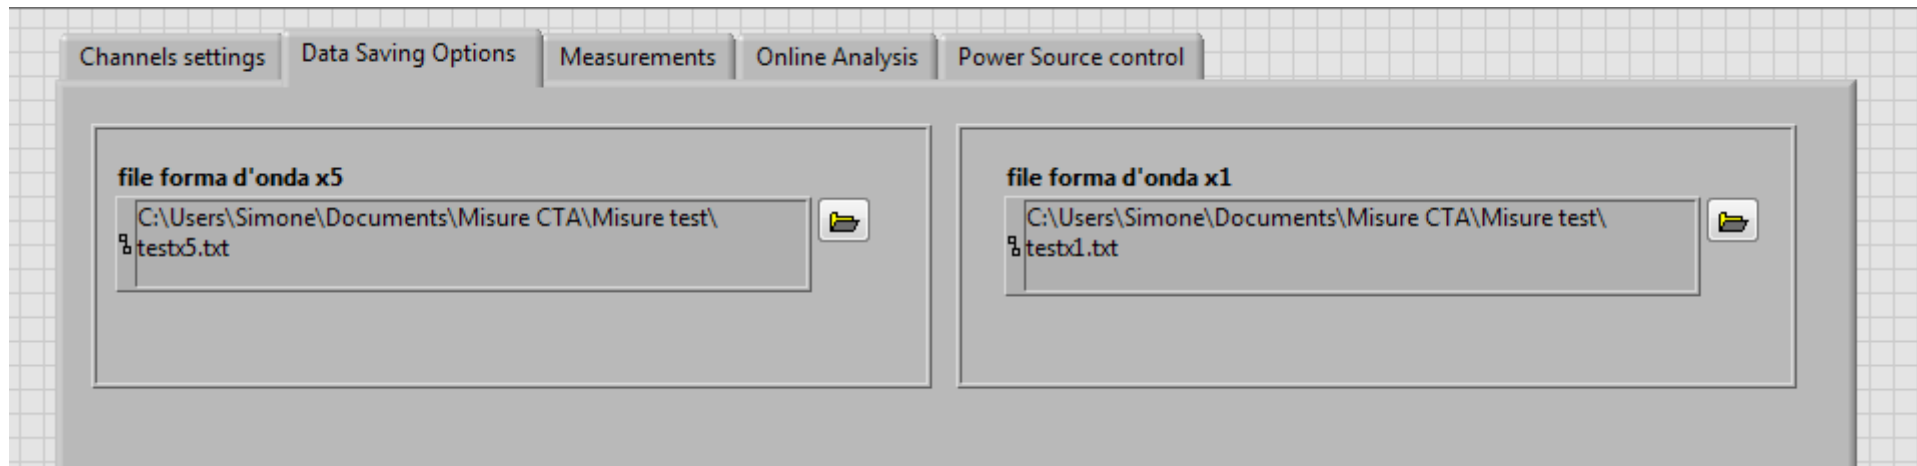 Channels settings
Data Saving Options
Measurements
Online Analysis
Power Source control
file forma d'onda x5
C:\Users\Simone\Documents\Misure CTA\Misure test\
testx5.txt
file forma d'onda x1
C:\Users\Simone\Documents\Misure CTA\Misure test\
testx1.txt